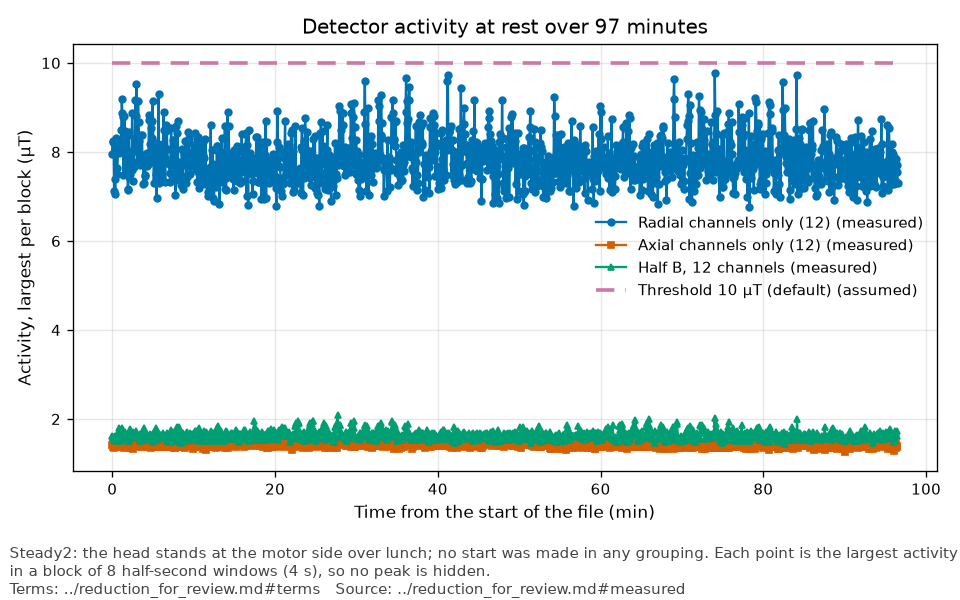 Detector activity at rest over 97 minutes
Activity, largest per block (µT)
10
8
6
4
2
Radial channels only (12) (measured)
Axial channels only (12) (measured)
Half B, 12 channels (measured)
Threshold 10 µT (default) (assumed)
0
20
40
60
80
100
Time from the start of the file (min)
Steady2: the head stands at the motor side over lunch; no start was made in any grouping. Each point is the largest activity
in a block of 8 half-second windows (4 s), so no peak is hidden.
Terms: ../reduction_for_review.md#terms   Source: ../reduction_for_review.md#measured